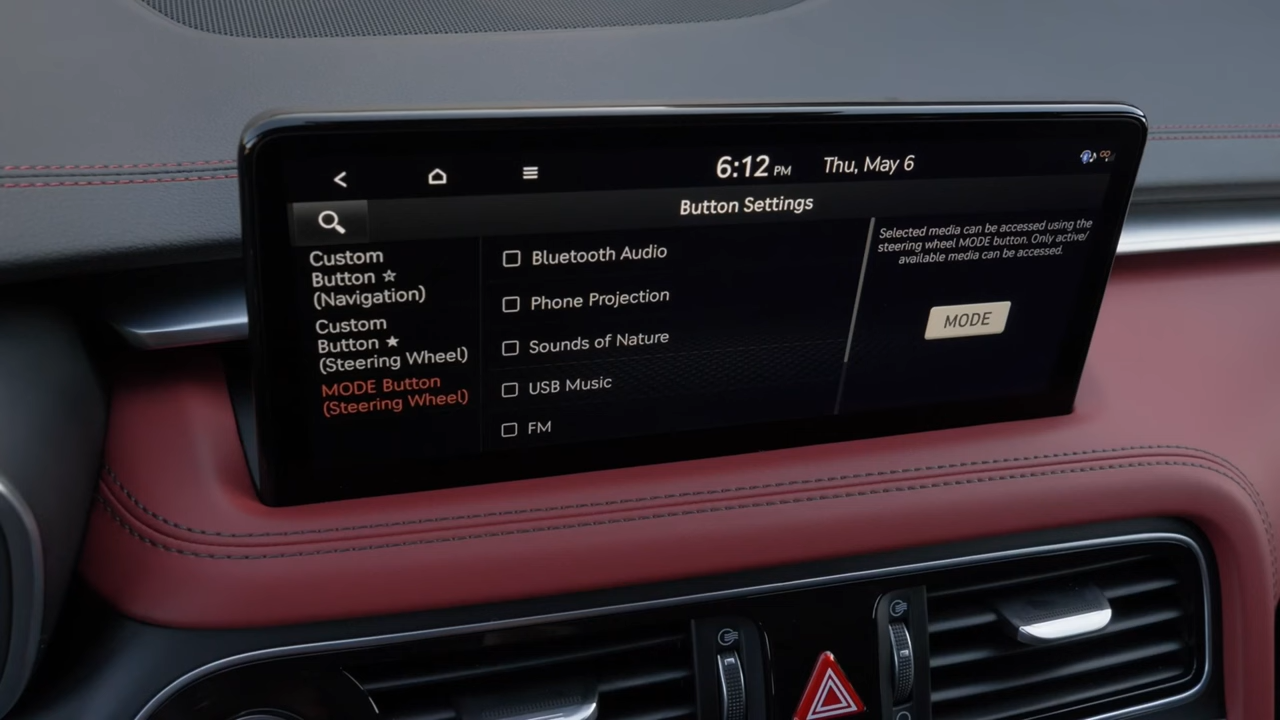 6:12 PM Thu, May 6
Button Settings
Custom
Button ☆
(Navigation)
Custom
Button ★
(Steering Wheel)
MODE Button
(Steering Wheel)
Bluetooth Audio
Phone Projection
Sounds of Nature
USB Music
FM
Selected media can be accessed using the
steering wheel MODE button. Only active/
available media can be accessed.
MODE